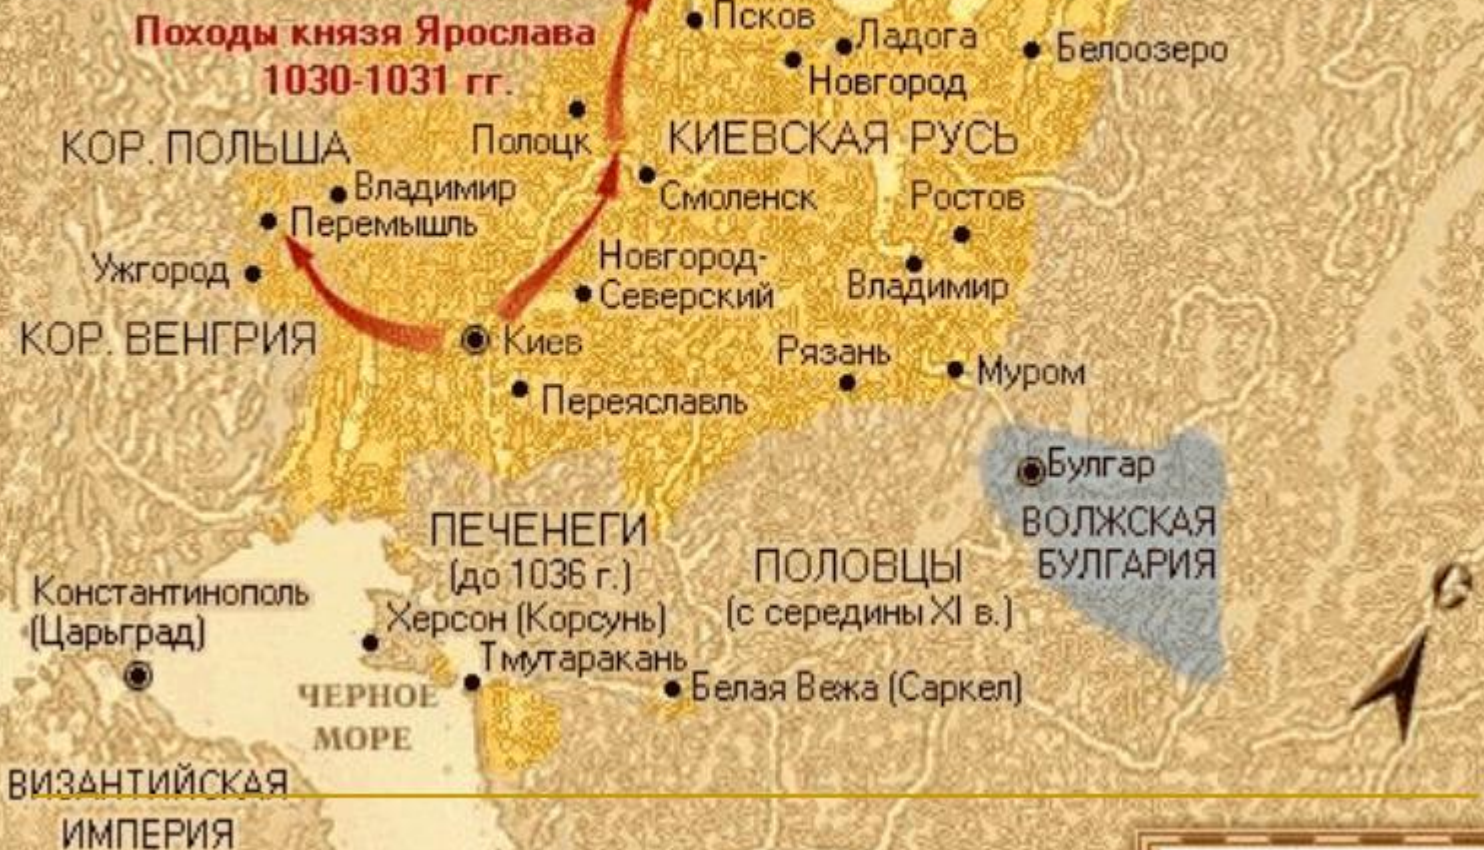 Походы князя Ярослава
1030-1031 гг.
Псков
Ладога
Новгород
Белоозеро
Полоцк
КИЕВСКАЯ РУСЬ
КОР. ПОЛЬША
Владимир
Перемышль
Смоленск
Ростов
Ужгород
Новгород-
Северский
Владимир
КОР. ВЕНГРИЯ
Киев
Рязань
Муром
Переяславль
Булгар
ВОЛЖСКАЯ
БУЛГАРИЯ
ПЕЧЕНЕГИ
(до 1036 г.)
ПОЛОВЦЫ
(с середины XI в.)
Константинополь
(Царьград)
Херсон (Корсунь)
Тмутаракань
Белая Вежа (Саркел)
ЧЕРНОЕ
МОРЕ
ВИЗАНТИЙСКАЯ
ИМПЕРИЯ
С